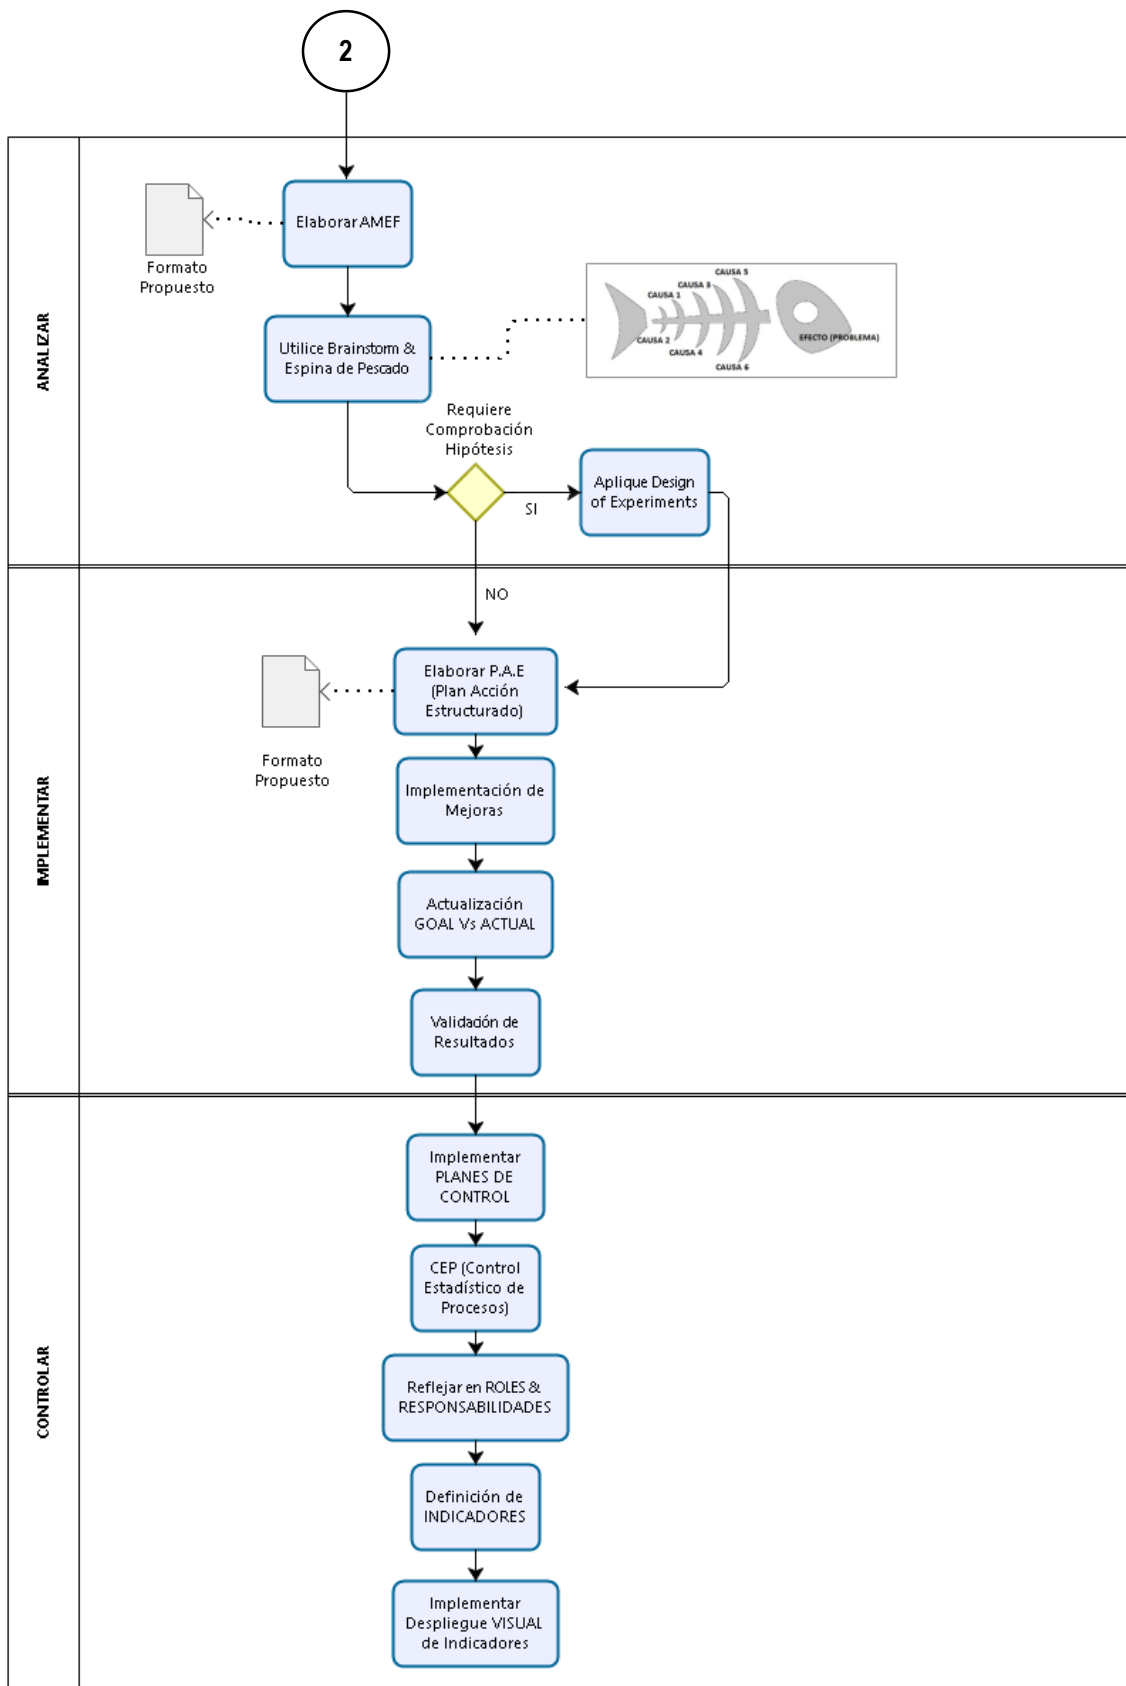 2
ANALIZAR
Elaborar AMEF
Formato
Propuesto
Utilice Brainstorm &
Espina de Pescado
CAUSA 5
CAUSA 3
CAUSA 1
EFECTO (PROBLEMA)
CAUSA 2
CAUSA 4
CAUSA 6
Requiere
Comprobación
Hipótesis
SI
Aplique Design
of Experiments
NO
IMPLEMENTAR
Elaborar P.A.E
(Plan Acción
Estructurado)
Formato
Propuesto
Implementación de
Mejoras
Actualización
GOAL Vs ACTUAL
Validación de
Resultados
CONTROLAR
Implementar
PLANES DE
CONTROL
CEP (Control
Estadístico de
Procesos)
Reflejar en ROLES &
RESPONSABILIDADES
Definición de
INDICADORES
Implementar
Despliegue VISUAL
de Indicadores